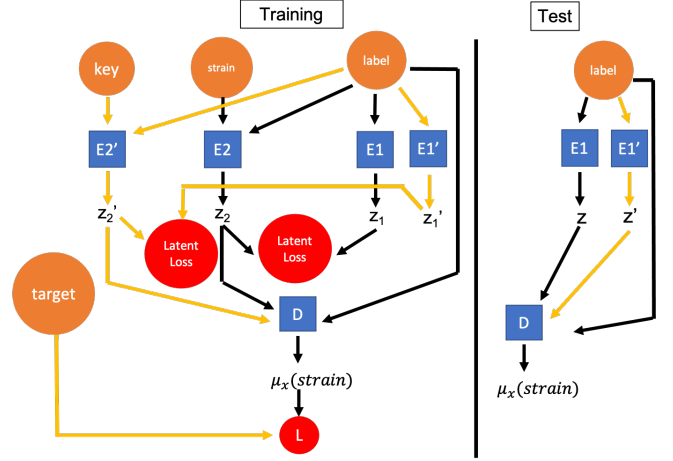 Training
Test
key
strain
label
label
E2'
E2
E1
E1'
E1
E1'
z₂'
z₂
z₁
z₁'
z
z'
Latent
Loss
Latent
Loss
target
D
D
μₓ(strain)
μₓ(strain)
L